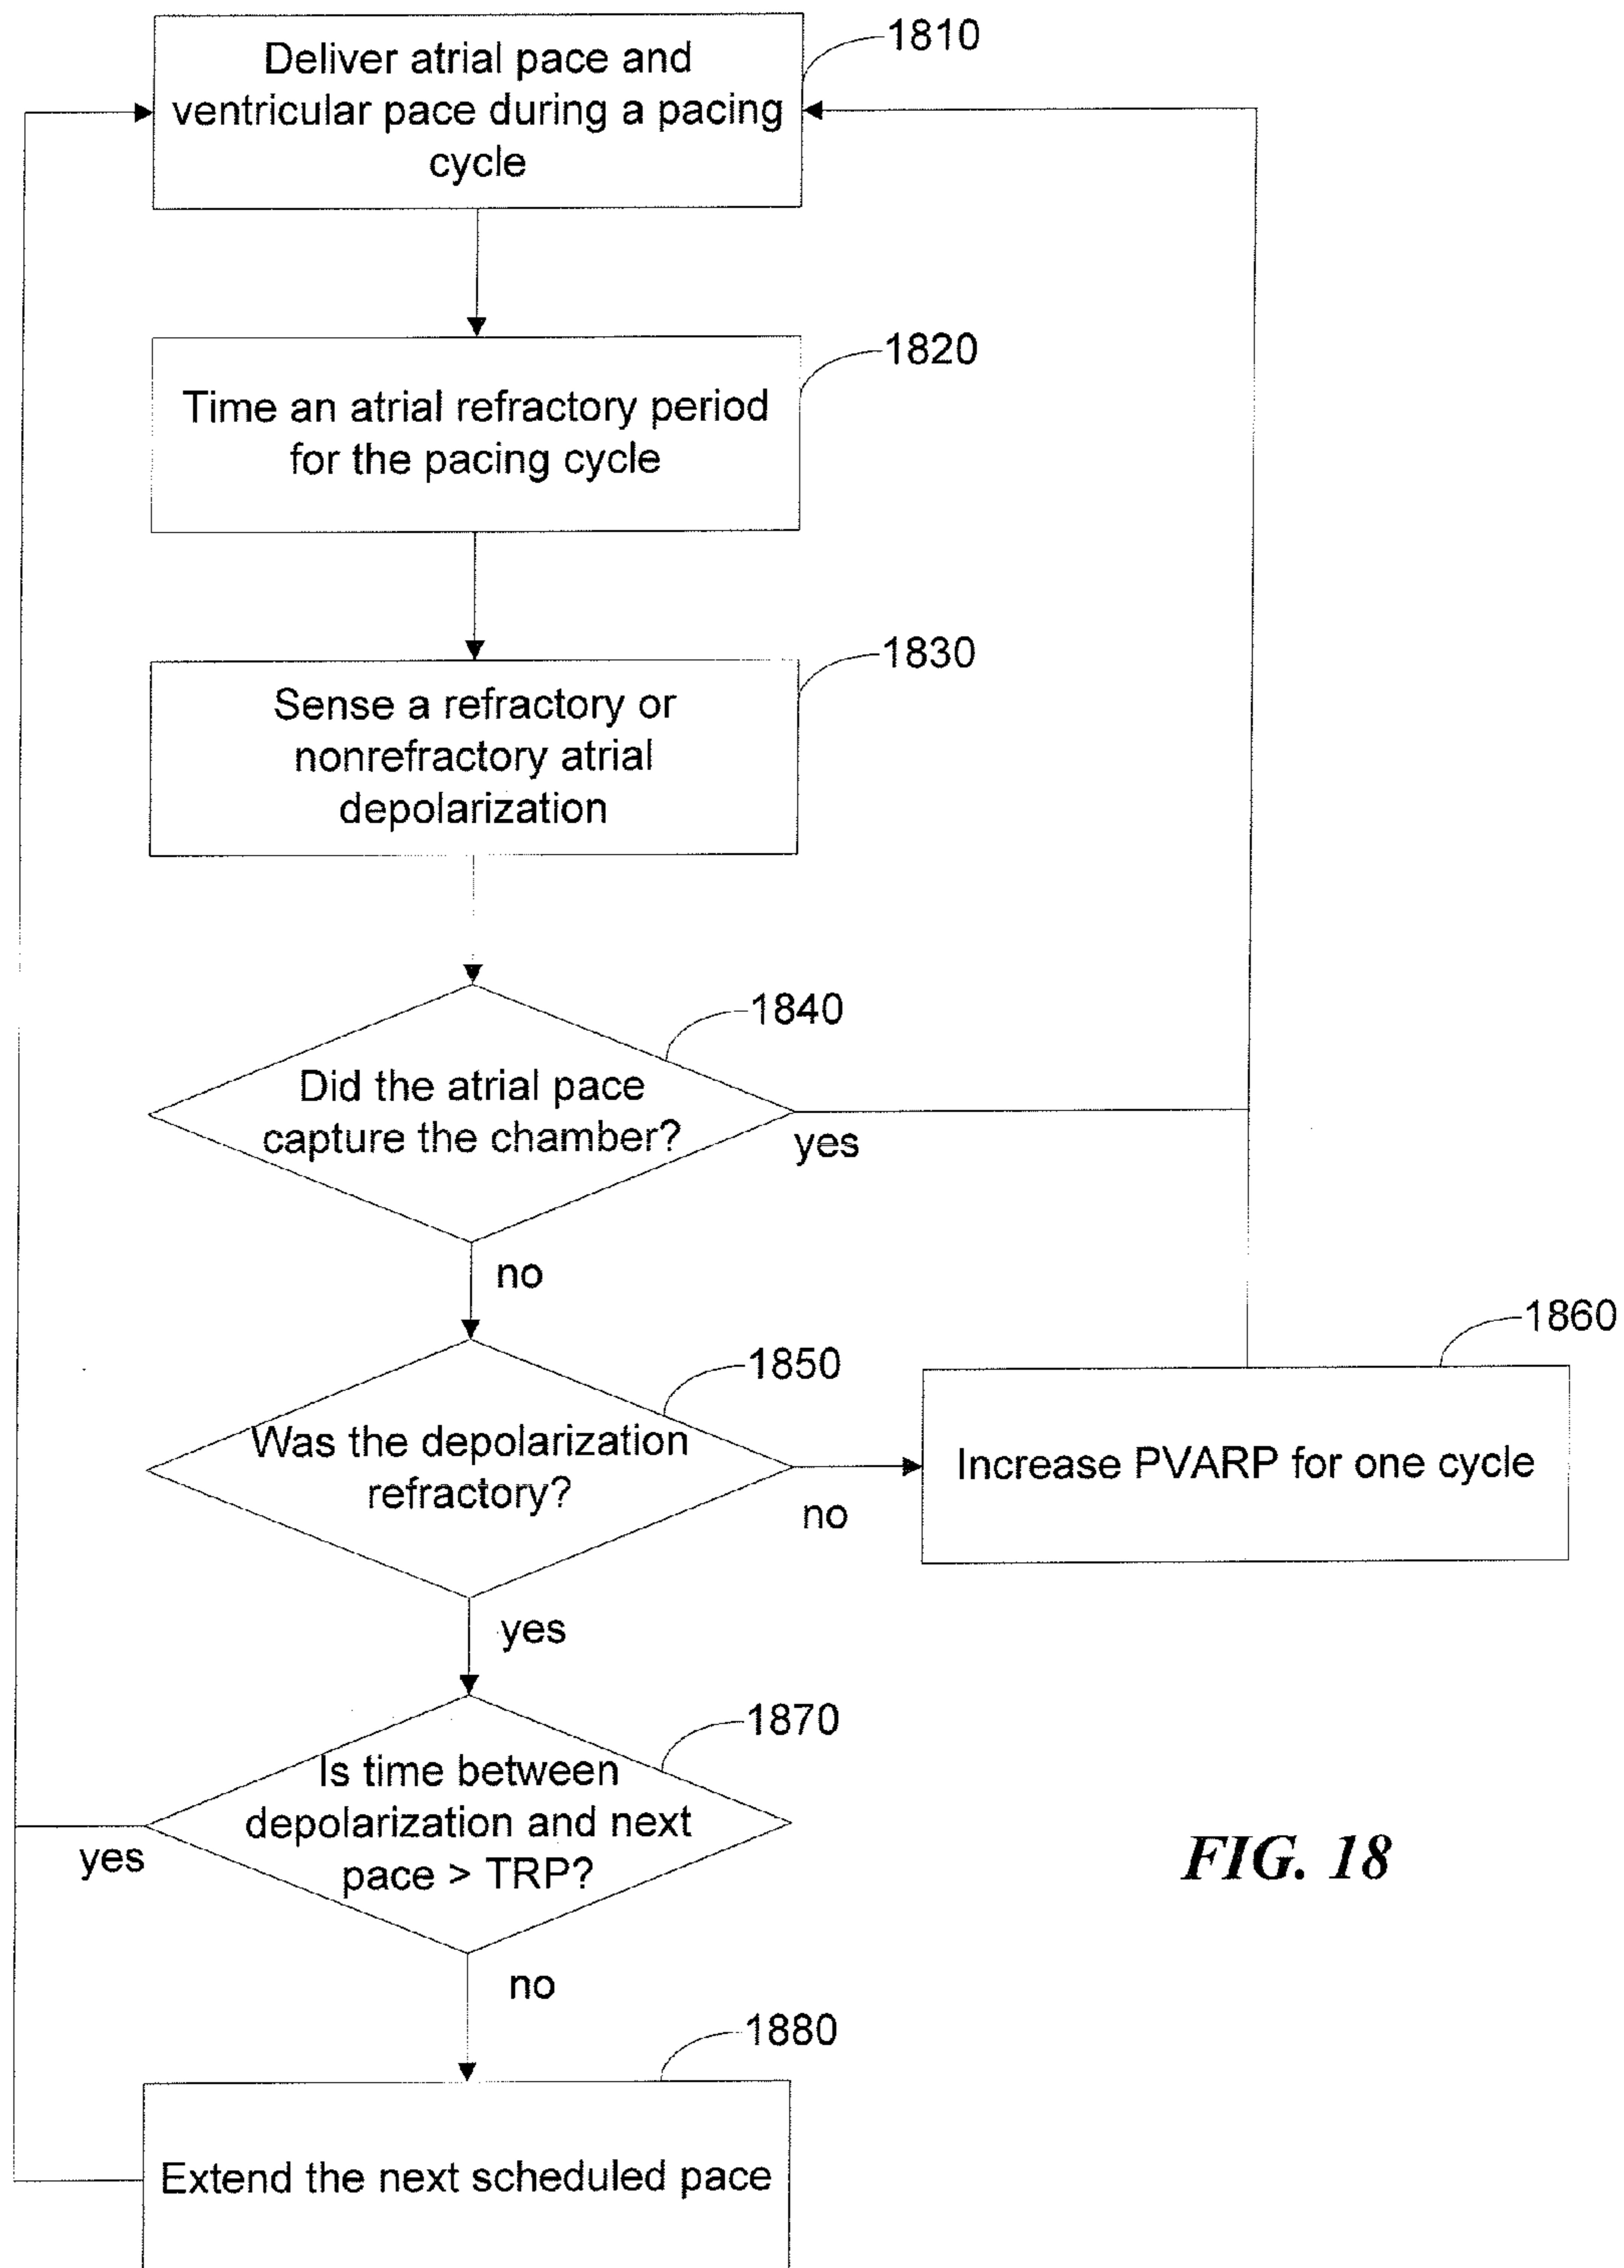 1810
Deliver atrial pace and
ventricular pace during a pacing
cycle
1820
Time an atrial refractory period
for the pacing cycle
1830
Sense a refractory or
nonrefractory atrial
depolarization
1840
Did the atrial pace
capture the chamber?
yes
no
1860
1850
Was the depolarization
refractory?
Increase PVARP for one cycle
no
yes
1870
Is time between
depolarization and next
pace > TRP?
yes
FIG. 18
no
1880
Extend the next scheduled pace